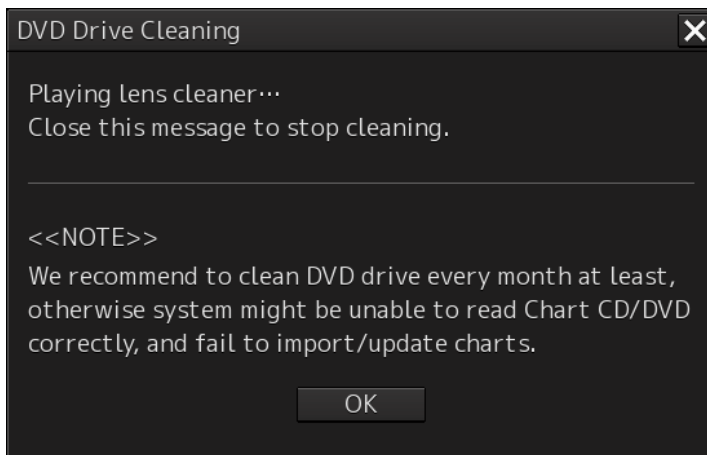 DVD Drive Cleaning
Playing lens cleaner…
Close this message to stop cleaning.
<<NOTE>>
We recommend to clean DVD drive every month at least,
otherwise system might be unable to read Chart CD/DVD
correctly, and fail to import/update charts.
OK